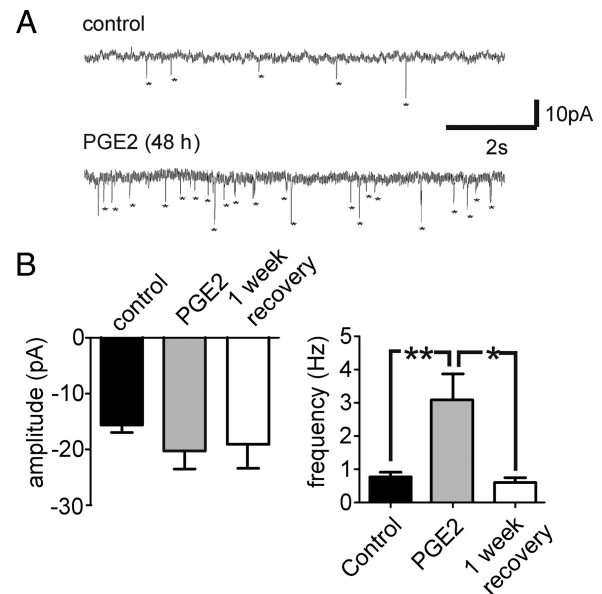 A
control
10pA
2s
PGE2 (48 h)
B
control
PGE2
1 week
recovery
amplitude (pA)
0
-10
-20
-30
frequency (Hz)
5
4
3
2
1
0
**
*
Control
PGE2
1 week
recovery